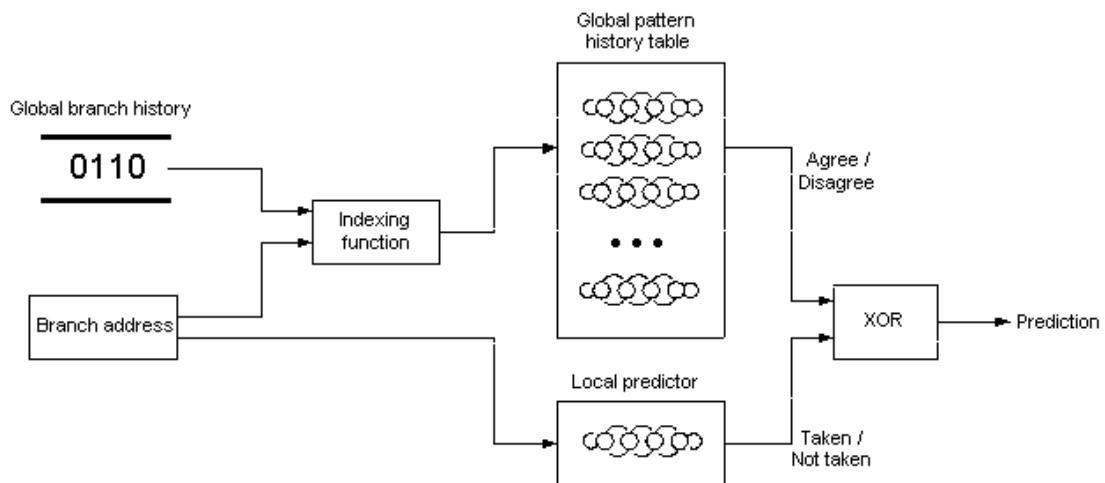 Global pattern
history table
Global branch history
0110
Agree /
Disagree
Indexing
function
Branch address
XOR
Prediction
Local predictor
Taken /
Not taken